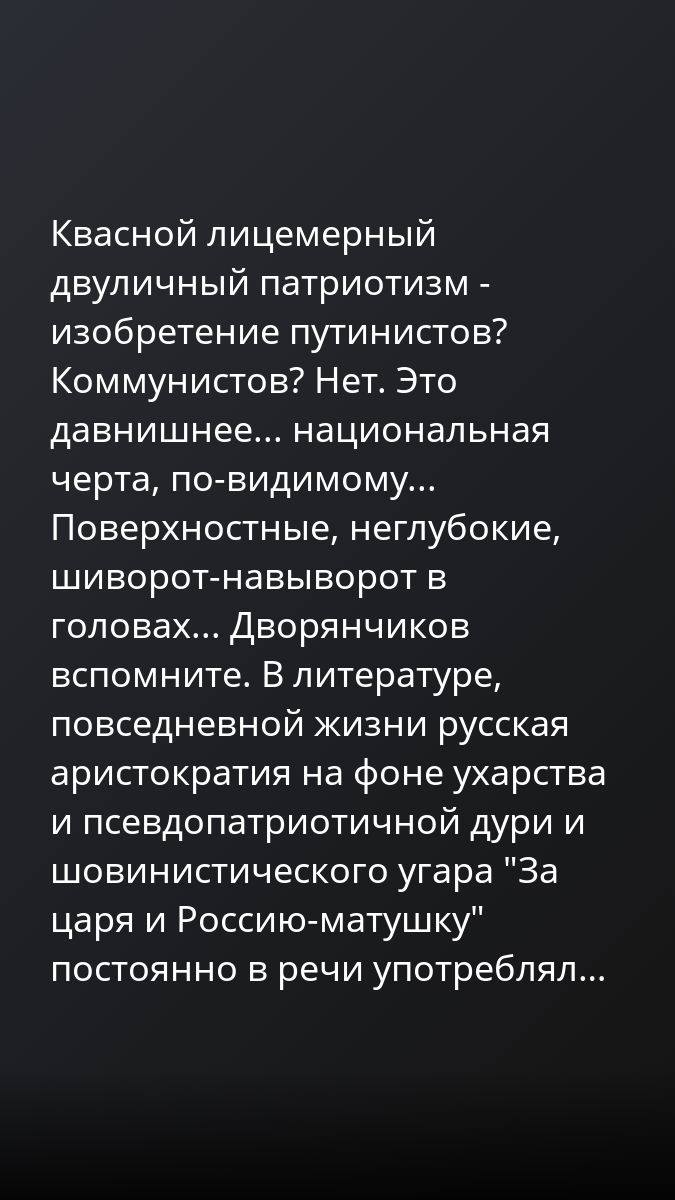 Квасной лицемерный
двуличный патриотизм -
изобретение путинистов?
Коммунистов? Нет. Это
давнишнее... национальная
черта, по-видимому...
Поверхностные, неглубокие,
шиворот-навыворот в
головах... Дворянчиков
вспомните. В литературе,
повседневной жизни русская
аристократия на фоне ухарства
и псевдопатриотичной дури и
шовинистического угара "За
царя и Россию-матушку"
постоянно в речи употреблял...